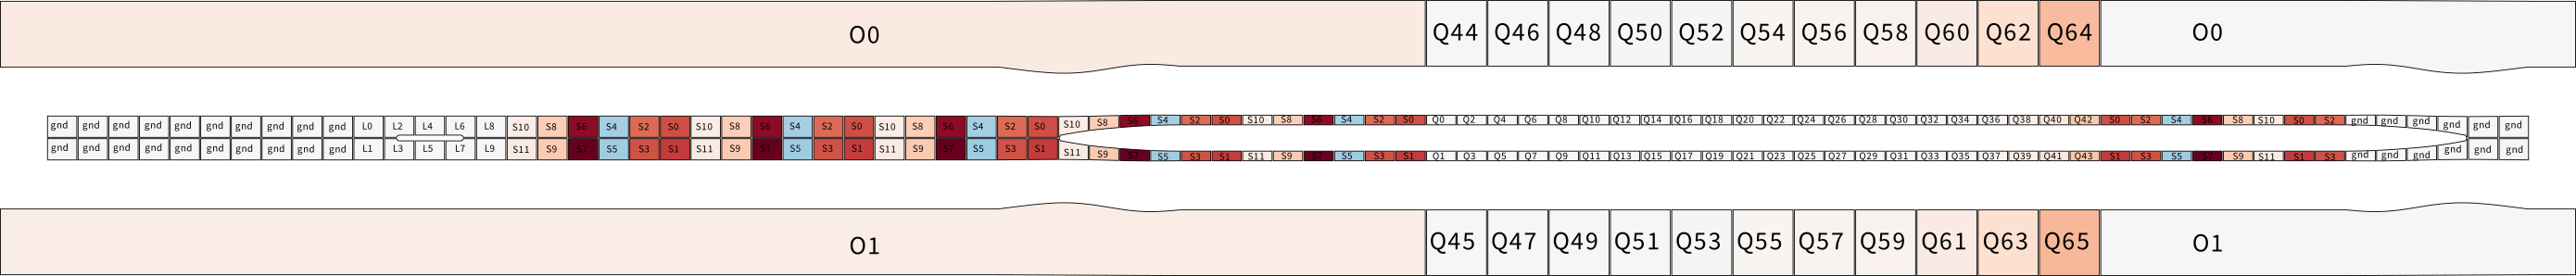 O0 Q44 Q46 Q48 Q50 Q52 Q54 Q56 Q58 Q60 Q62 Q64 O0
gnd gnd gnd gnd gnd gnd gnd gnd gnd gnd L0 L2 L4 L6 L8 S10 S8 S6 S4 S2 S0 S10 S8 S6 S4 S2 S0 S10 S8 S6 S4 S2 S0 S10 S8 S6 S4 S2 S0 S10 S8 S6 S4 S2 S0 Q0 Q2 Q4 Q6 Q8 Q10 Q12 Q14 Q16 Q18 Q20 Q22 Q24 Q26 Q28 Q30 Q32 Q34 Q36 Q38 Q40 Q42 S0 S2 S4 S6 S8 S10 S0 S2 gnd gnd gnd gnd gnd gnd
gnd gnd gnd gnd gnd gnd gnd gnd gnd gnd L1 L3 L5 L7 L9 S11 S9 S7 S5 S3 S1 S11 S9 S7 S5 S3 S1 S11 S9 S7 S5 S3 S1 S11 S9 S7 S5 S3 S1 S11 S9 S7 S5 S3 S1 Q1 Q3 Q5 Q7 Q9 Q11 Q13 Q15 Q17 Q19 Q21 Q23 Q25 Q27 Q29 Q31 Q33 Q35 Q37 Q39 Q41 Q43 S1 S3 S5 S7 S9 S11 S1 S3 gnd gnd gnd gnd gnd gnd
O1 Q45 Q47 Q49 Q51 Q53 Q55 Q57 Q59 Q61 Q63 Q65 O1